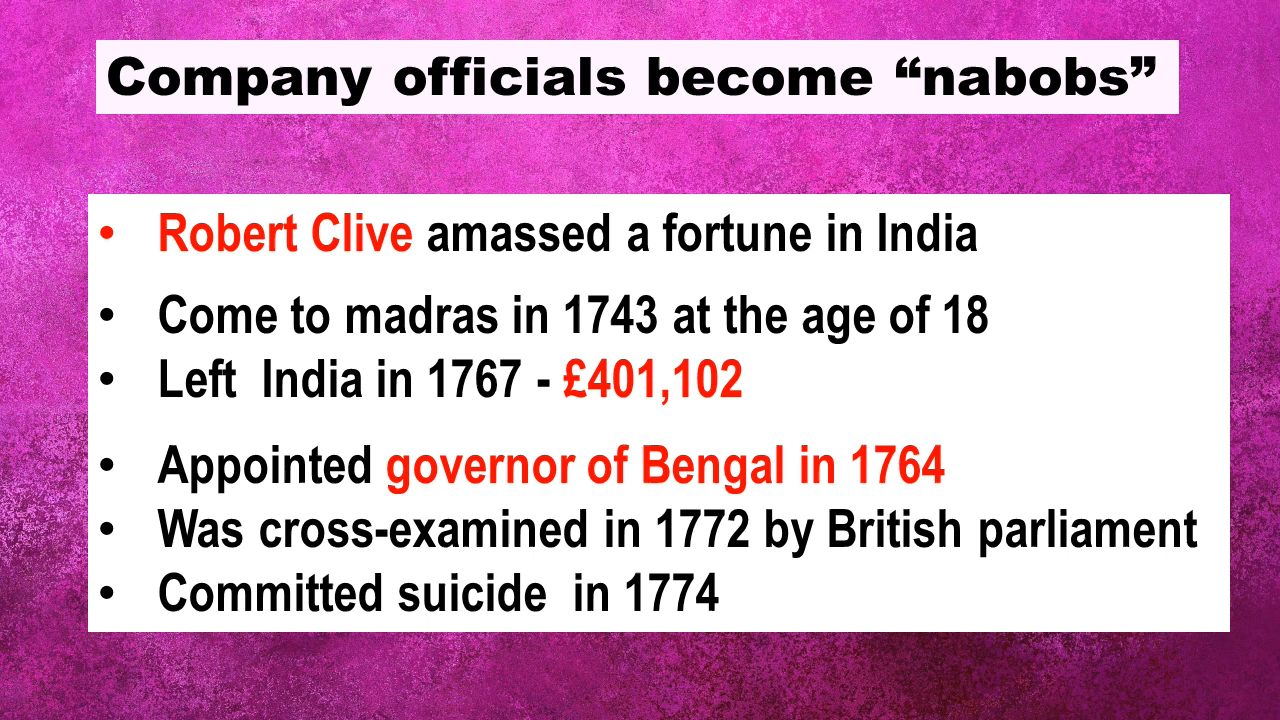 Company officials become “nabobs”
• Robert Clive amassed a fortune in India
• Come to madras in 1743 at the age of 18
• Left  India in 1767 - £401,102
• Appointed governor of Bengal in 1764
• Was cross-examined in 1772 by British parliament
• Committed suicide  in 1774